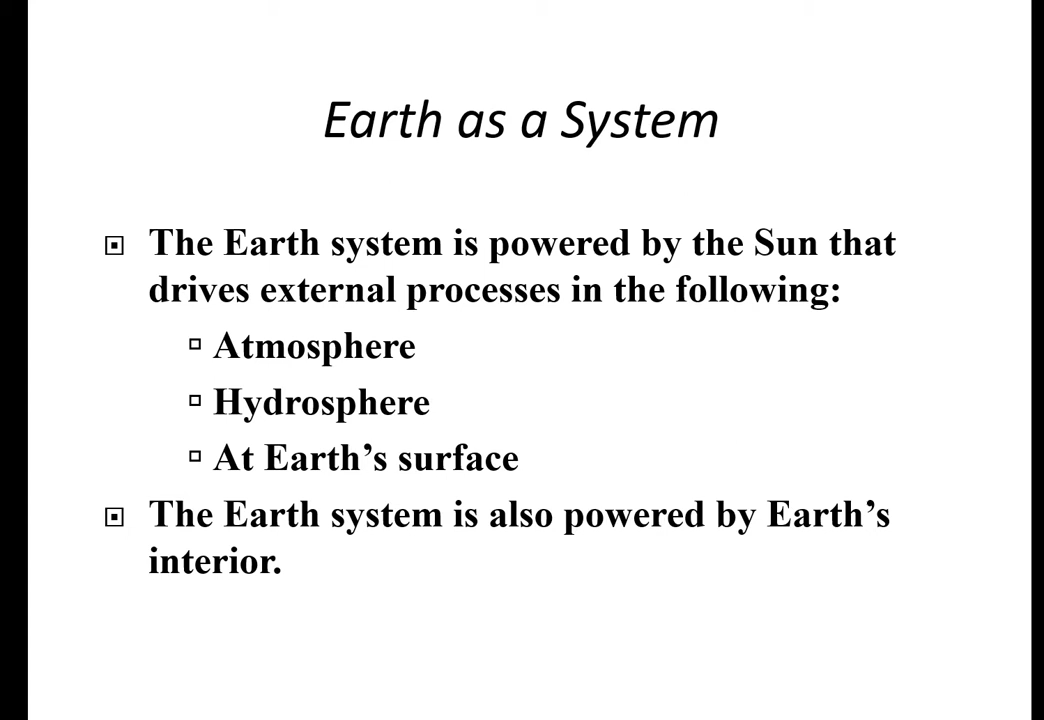 Earth as a System
The Earth system is powered by the Sun that
drives external processes in the following:
Atmosphere
Hydrosphere
At Earth’s surface
The Earth system is also powered by Earth’s
interior.